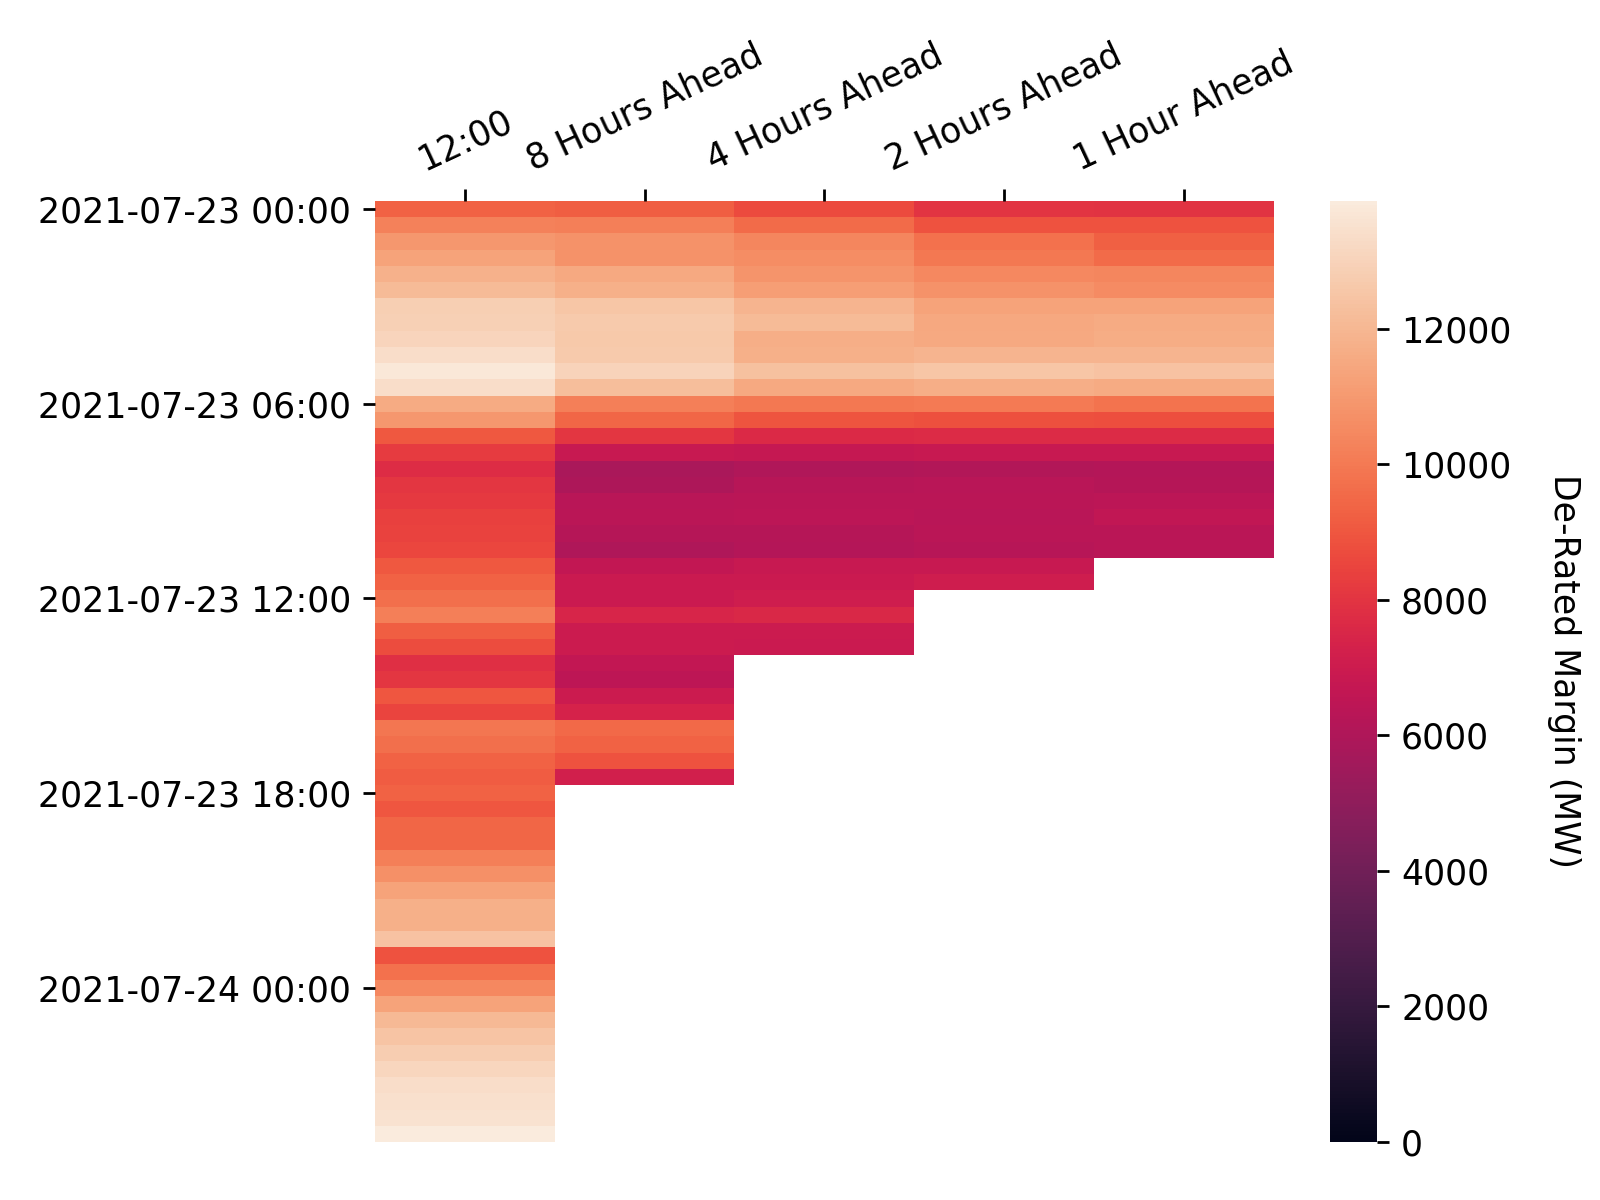 12:00
8 Hours Ahead
4 Hours Ahead
2 Hours Ahead
1 Hour Ahead
2021-07-23 00:00
2021-07-23 06:00
2021-07-23 12:00
2021-07-23 18:00
2021-07-24 00:00
12000
10000
8000
6000
4000
2000
0
De-Rated Margin (MW)